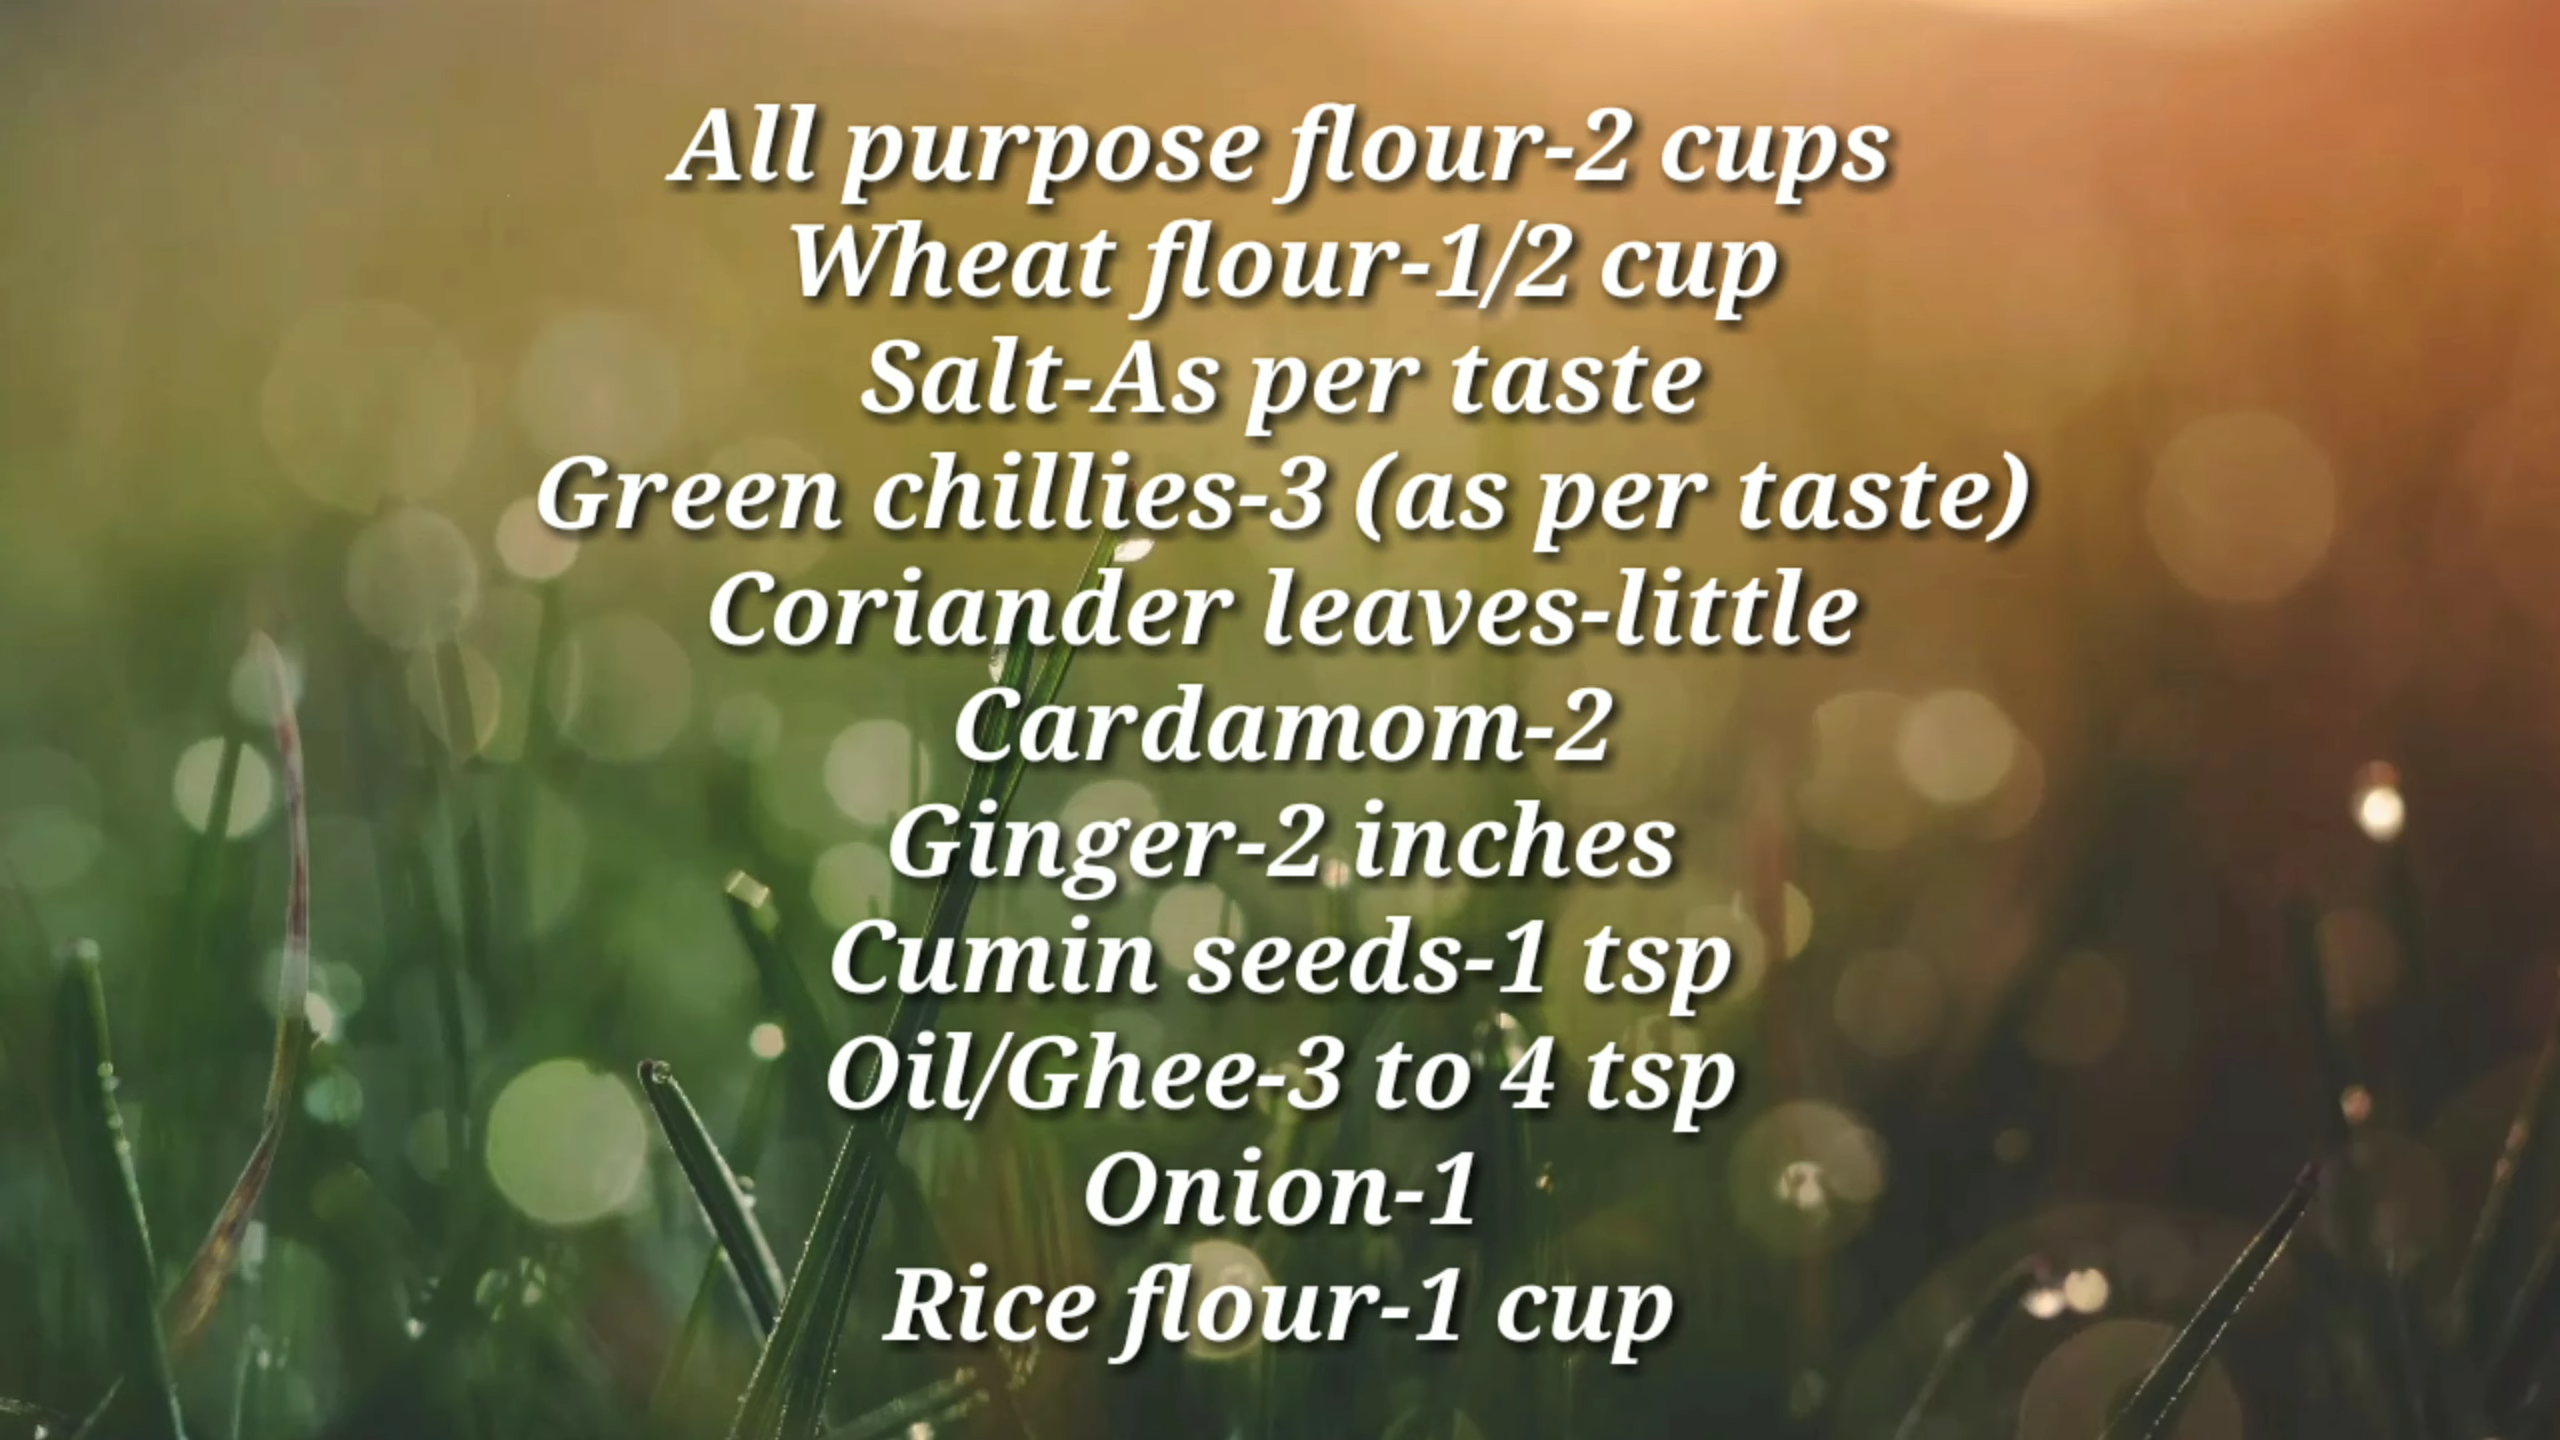 All purpose flour-2 cups
Wheat flour-1/2 cup
Salt-As per taste
Green chillies-3 (as per taste)
Coriander leaves-little
Cardamom-2
Ginger-2 inches
Cumin seeds-1 tsp
Oil/Ghee-3 to 4 tsp
Onion-1
Rice flour-1 cup